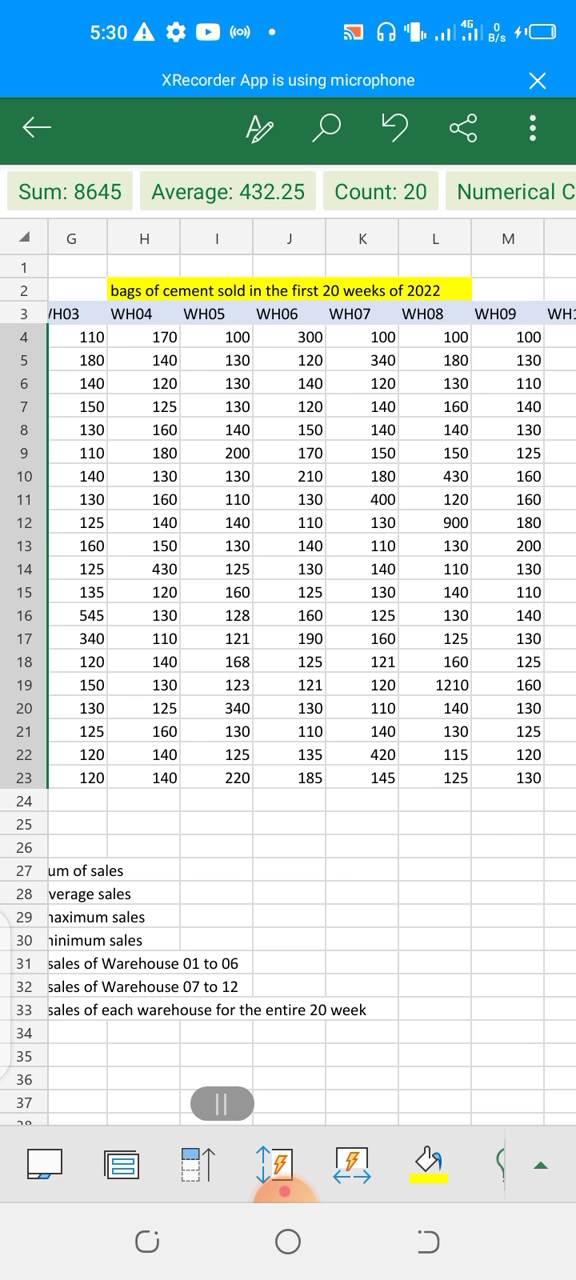 5:30 4G 0 B/s
XRecorder App is using microphone
Sum: 8645 Average: 432.25 Count: 20 Numerical C
G H I J K L M
1
2 bags of cement sold in the first 20 weeks of 2022
3 /H03 WH04 WH05 WH06 WH07 WH08 WH09 WH1
4 110 170 100 300 100 100 100
5 180 140 130 120 340 180 130
6 140 120 130 140 120 130 110
7 150 125 130 120 140 160 140
8 130 160 140 150 140 140 130
9 110 180 200 170 150 150 125
10 140 130 130 210 180 430 160
11 130 160 110 130 400 120 160
12 125 140 140 110 130 900 180
13 160 150 130 140 110 130 200
14 125 430 125 130 140 110 130
15 135 120 160 125 130 140 110
16 545 130 128 160 125 130 140
17 340 110 121 190 160 125 130
18 120 140 168 125 121 160 125
19 150 130 123 121 120 1210 160
20 130 125 340 130 110 140 130
21 125 160 130 110 140 130 125
22 120 140 125 135 420 115 120
23 120 140 220 185 145 125 130
24
25
26
27 um of sales
28 verage sales
29 naximum sales
30 ninimum sales
31 sales of Warehouse 01 to 06
32 sales of Warehouse 07 to 12
33 sales of each warehouse for the entire 20 week
34
35
36
37